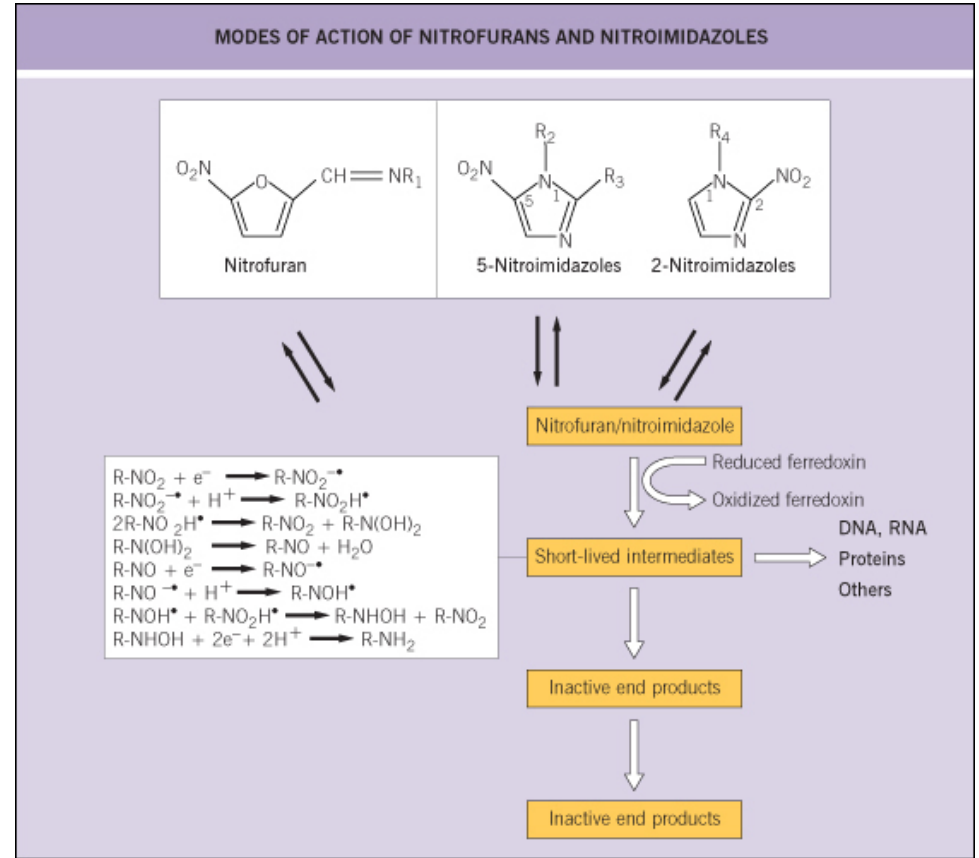 MODES OF ACTION OF NITROFURANS AND NITROIMIDAZOLES
O₂N
O
CH═NR₁
Nitrofuran
R₂
O₂N
N
R₃
5
1
N
5-Nitroimidazoles
R₄
N
NO₂
1
2
N
2-Nitroimidazoles
Nitrofuran/nitroimidazole
Reduced ferredoxin
Oxidized ferredoxin
R-NO₂ + e⁻ → R-NO₂⁻•
R-NO₂⁻• + H⁺ → R-NO₂H•
2R-NO₂H• → R-NO₂ + R-N(OH)₂
R-N(OH)₂ → R-NO + H₂O
R-NO + e⁻ → R-NO⁻•
R-NO⁻• + H⁺ → R-NOH•
R-NOH• + R-NO₂H• → R-NHOH + R-NO₂
R-NHOH + 2e⁻ + 2H⁺ → R-NH₂
Short-lived intermediates
DNA, RNA
Proteins
Others
Inactive end products
Inactive end products